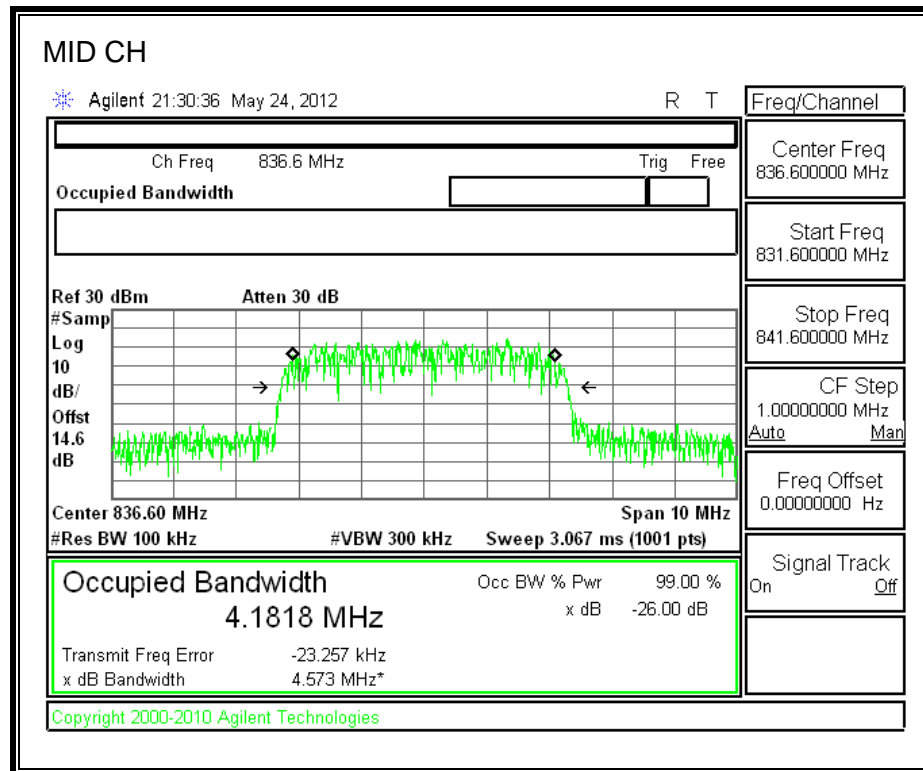 MID CH
Agilent 21:30:36 May 24, 2012 R T
Freq/Channel
Ch Freq 836.6 MHz Trig Free
Occupied Bandwidth
Center Freq
836.600000 MHz
Start Freq
831.600000 MHz
Stop Freq
841.600000 MHz
CF Step
1.00000000 MHz
Auto Man
Freq Offset
0.00000000 Hz
Signal Track
On Off
Ref 30 dBm Atten 30 dB
#Samp
Log
10
dB/
Offst
14.6
dB
Center 836.60 MHz Span 10 MHz
#Res BW 100 kHz #VBW 300 kHz Sweep 3.067 ms (1001 pts)
Occupied Bandwidth Occ BW % Pwr 99.00 %
4.1818 MHz x dB -26.00 dB
Transmit Freq Error -23.257 kHz
x dB Bandwidth 4.573 MHz*
Copyright 2000-2010 Agilent Technologies